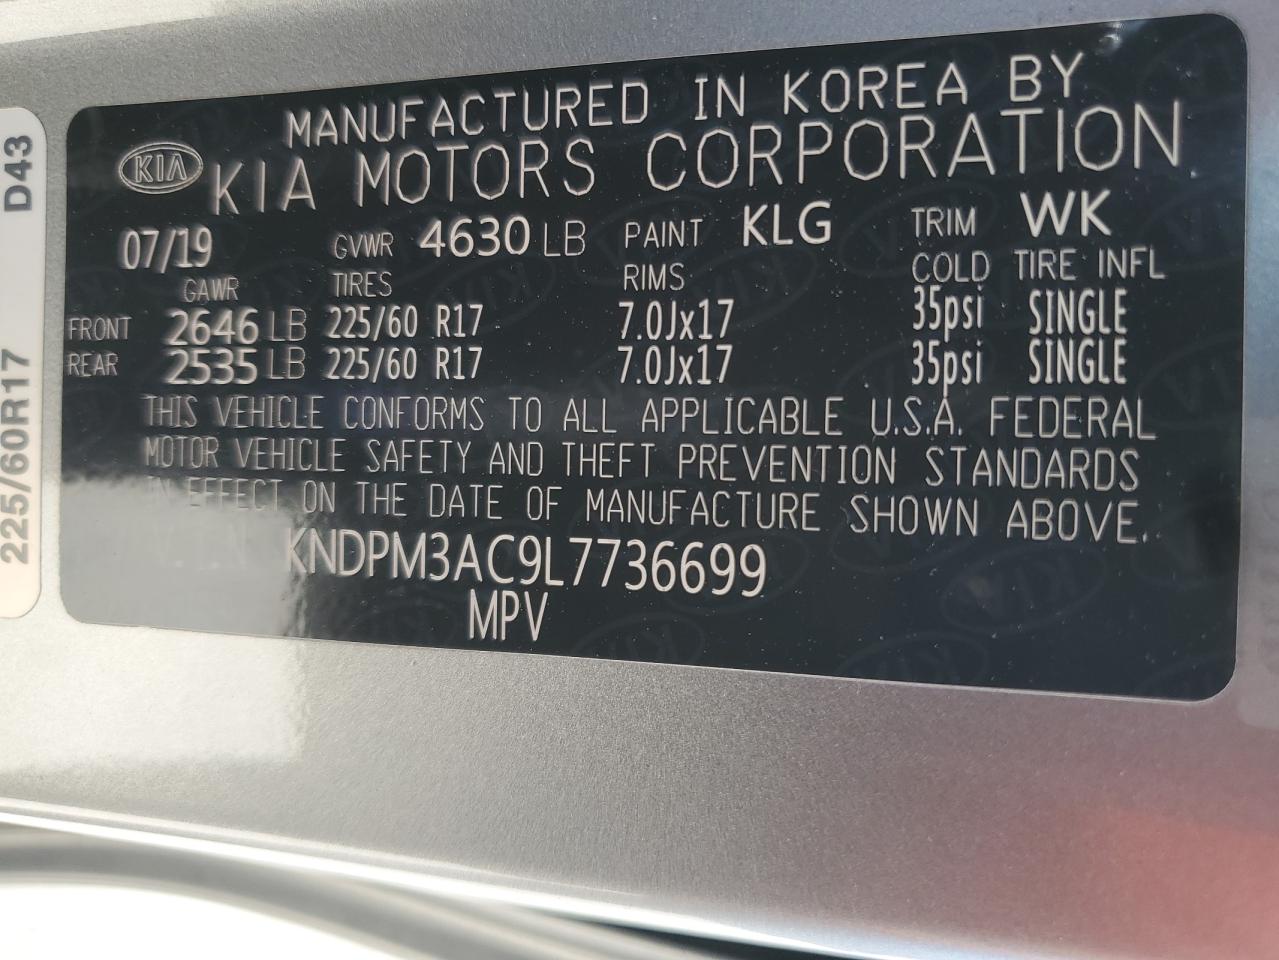 MANUFACTURED IN KOREA BY
KIA KIA MOTORS CORPORATION
07/19 GVWR 4630 LB PAINT KLG TRIM WK
GAWR TIRES RIMS COLD TIRE INFL
FRONT 2646 LB 225/60 R17 7.0Jx17 35psi SINGLE
REAR 2535 LB 225/60 R17 7.0Jx17 35psi SINGLE
THIS VEHICLE CONFORMS TO ALL APPLICABLE U.S.A. FEDERAL
MOTOR VEHICLE SAFETY AND THEFT PREVENTION STANDARDS
IN EFFECT ON THE DATE OF MANUFACTURE SHOWN ABOVE.
KNDPM3AC9L7736699
MPV
225/60R17 D43